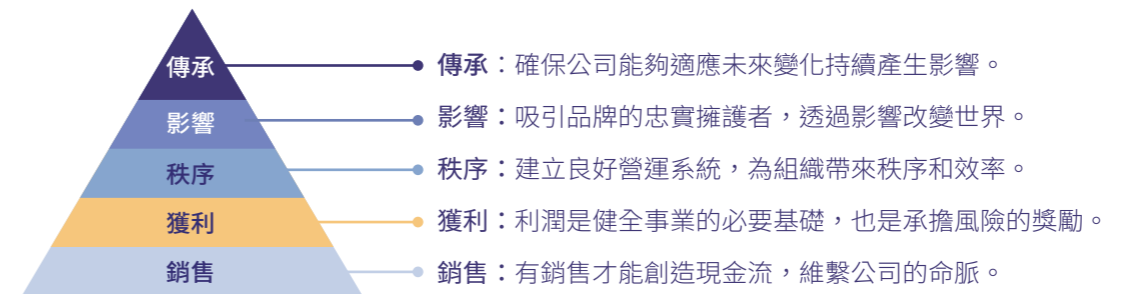 傳承
傳承：確保公司能夠適應未來變化持續產生影響。
影響
影響：吸引品牌的忠實擁護者，透過影響改變世界。
秩序
秩序：建立良好營運系統，為組織帶來秩序和效率。
獲利
獲利：利潤是健全事業的必要基礎，也是承擔風險的獎勵。
銷售
銷售：有銷售才能創造現金流，維繫公司的命脈。